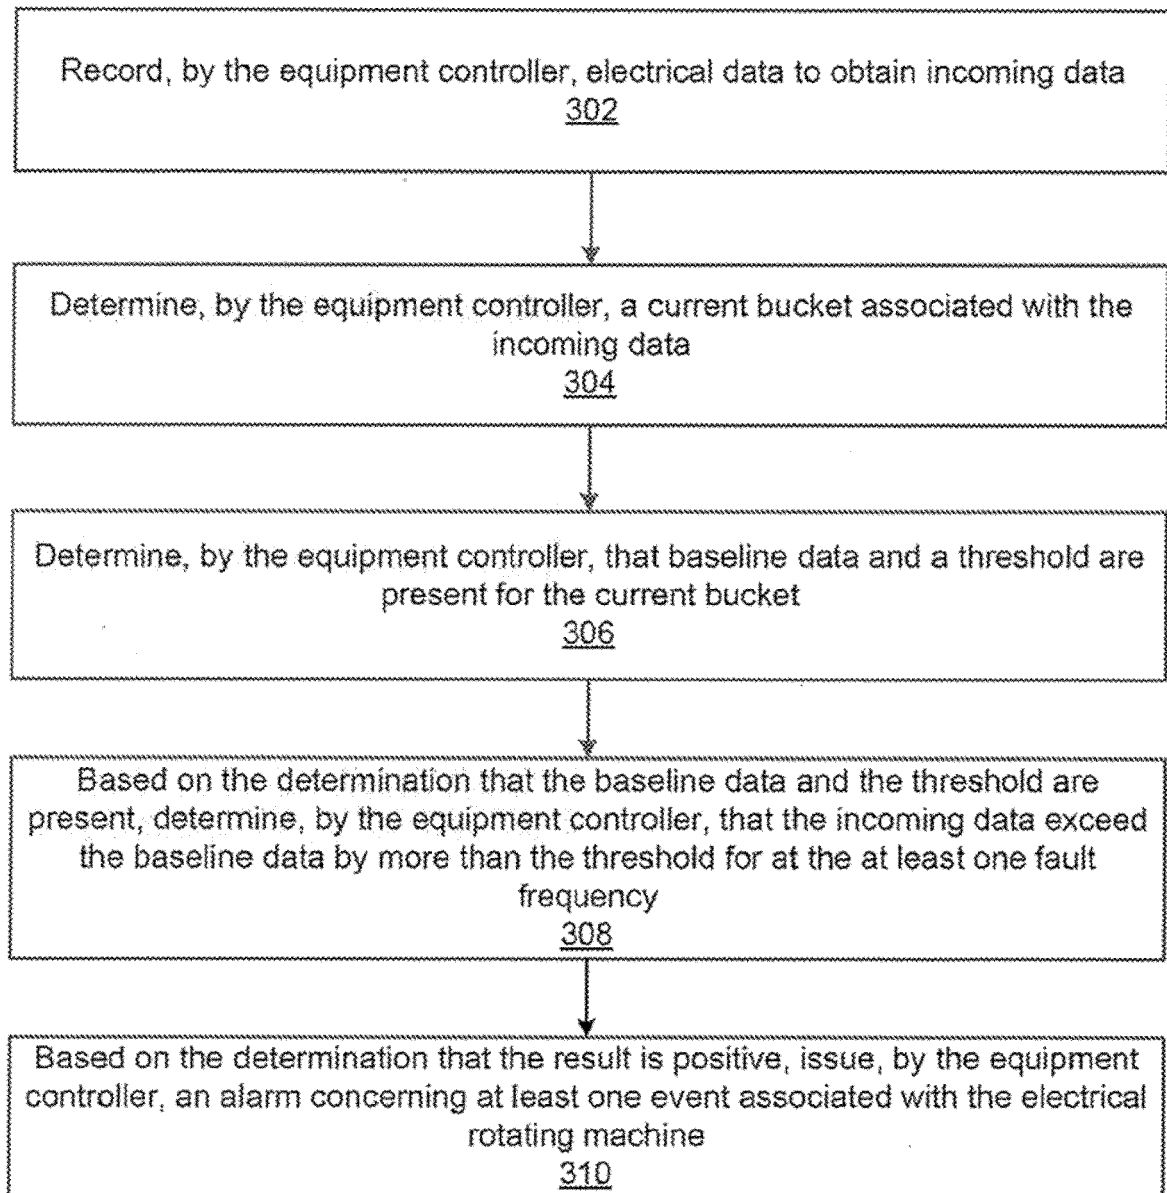 Record, by the equipment controller, electrical data to obtain incoming data
302
Determine, by the equipment controller, a current bucket associated with the
incoming data
304
Determine, by the equipment controller, that baseline data and a threshold are
present for the current bucket
306
Based on the determination that the baseline data and the threshold are
present, determine, by the equipment controller, that the incoming data exceed
the baseline data by more than the threshold for at the at least one fault
frequency
308
Based on the determination that the result is positive, issue, by the equipment
controller, an alarm concerning at least one event associated with the electrical
rotating machine
310